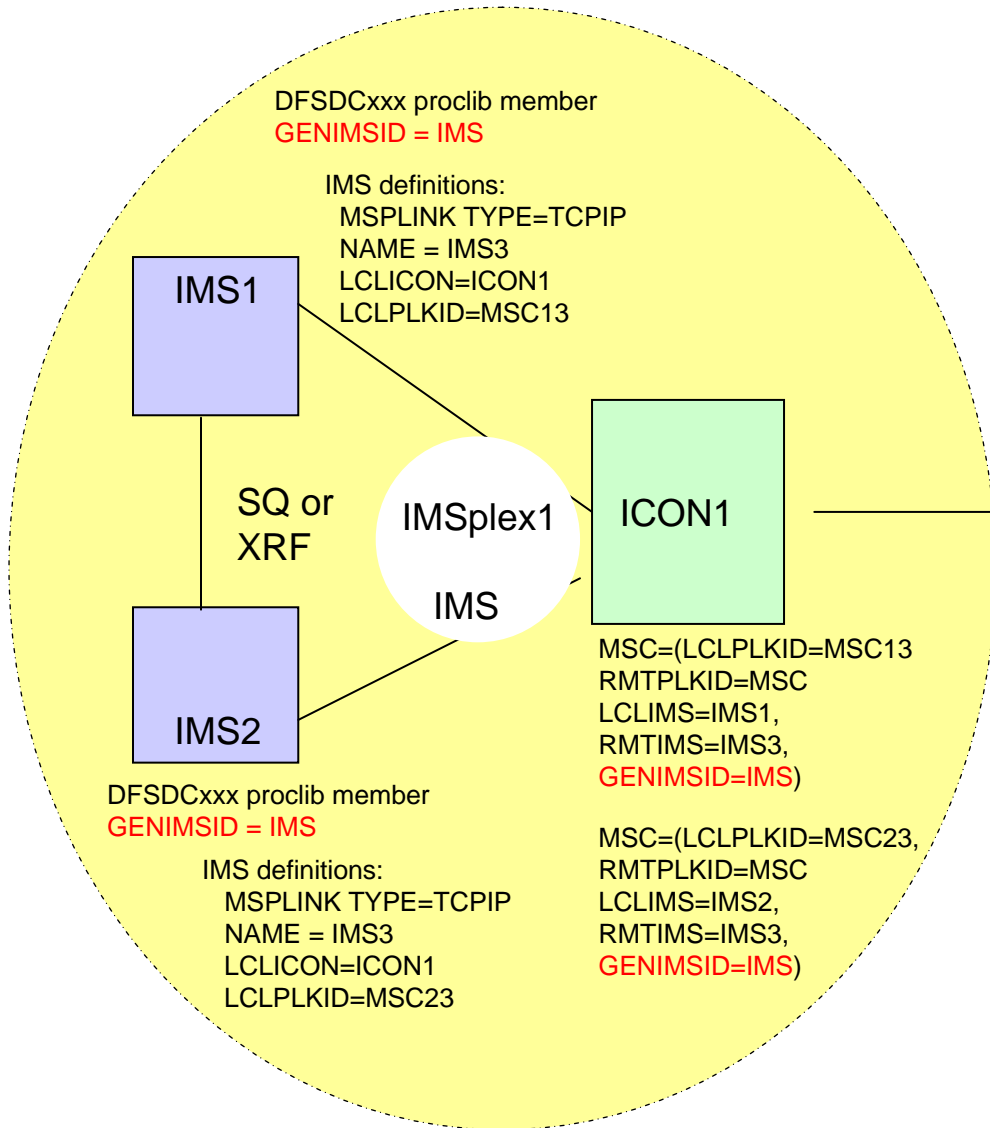 DFSDCxxx proclib member
GENIMSID = IMS
IMS definitions:
MSPLINK TYPE=TCPIP
NAME = IMS3
LCLICON=ICON1
LCLPLKID=MSC13
IMS1
SQ or
XRF
IMSplex1
IMS
ICON1
IMS2
MSC=(LCLPLKID=MSC13
RMTPLKID=MSC
LCLIMS=IMS1,
RMTIMS=IMS3,
GENIMSID=IMS)
DFSDCxxx proclib member
GENIMSID = IMS
IMS definitions:
MSPLINK TYPE=TCPIP
NAME = IMS3
LCLICON=ICON1
LCLPLKID=MSC23
MSC=(LCLPLKID=MSC23,
RMTPLKID=MSC
LCLIMS=IMS2,
RMTIMS=IMS3,
GENIMSID=IMS)